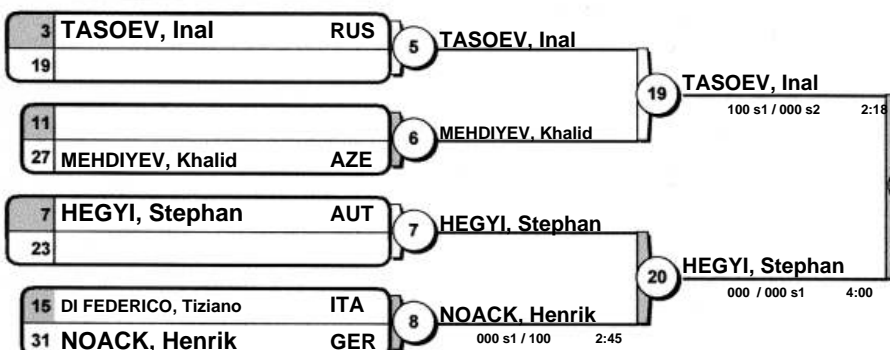 3 TASOEV, Inal RUS
19
5
TASOEV, Inal
11
27 MEHDIYEV, Khalid AZE
6
MEHDIYEV, Khalid
19
TASOEV, Inal
100 s1 / 000 s2 2:18
7 HEGYI, Stephan AUT
23
7
HEGYI, Stephan
15 DI FEDERICO, Tiziano ITA
31 NOACK, Henrik GER
8
NOACK, Henrik
000 s1 / 100 2:45
20
HEGYI, Stephan
000 / 000 s1 4:00